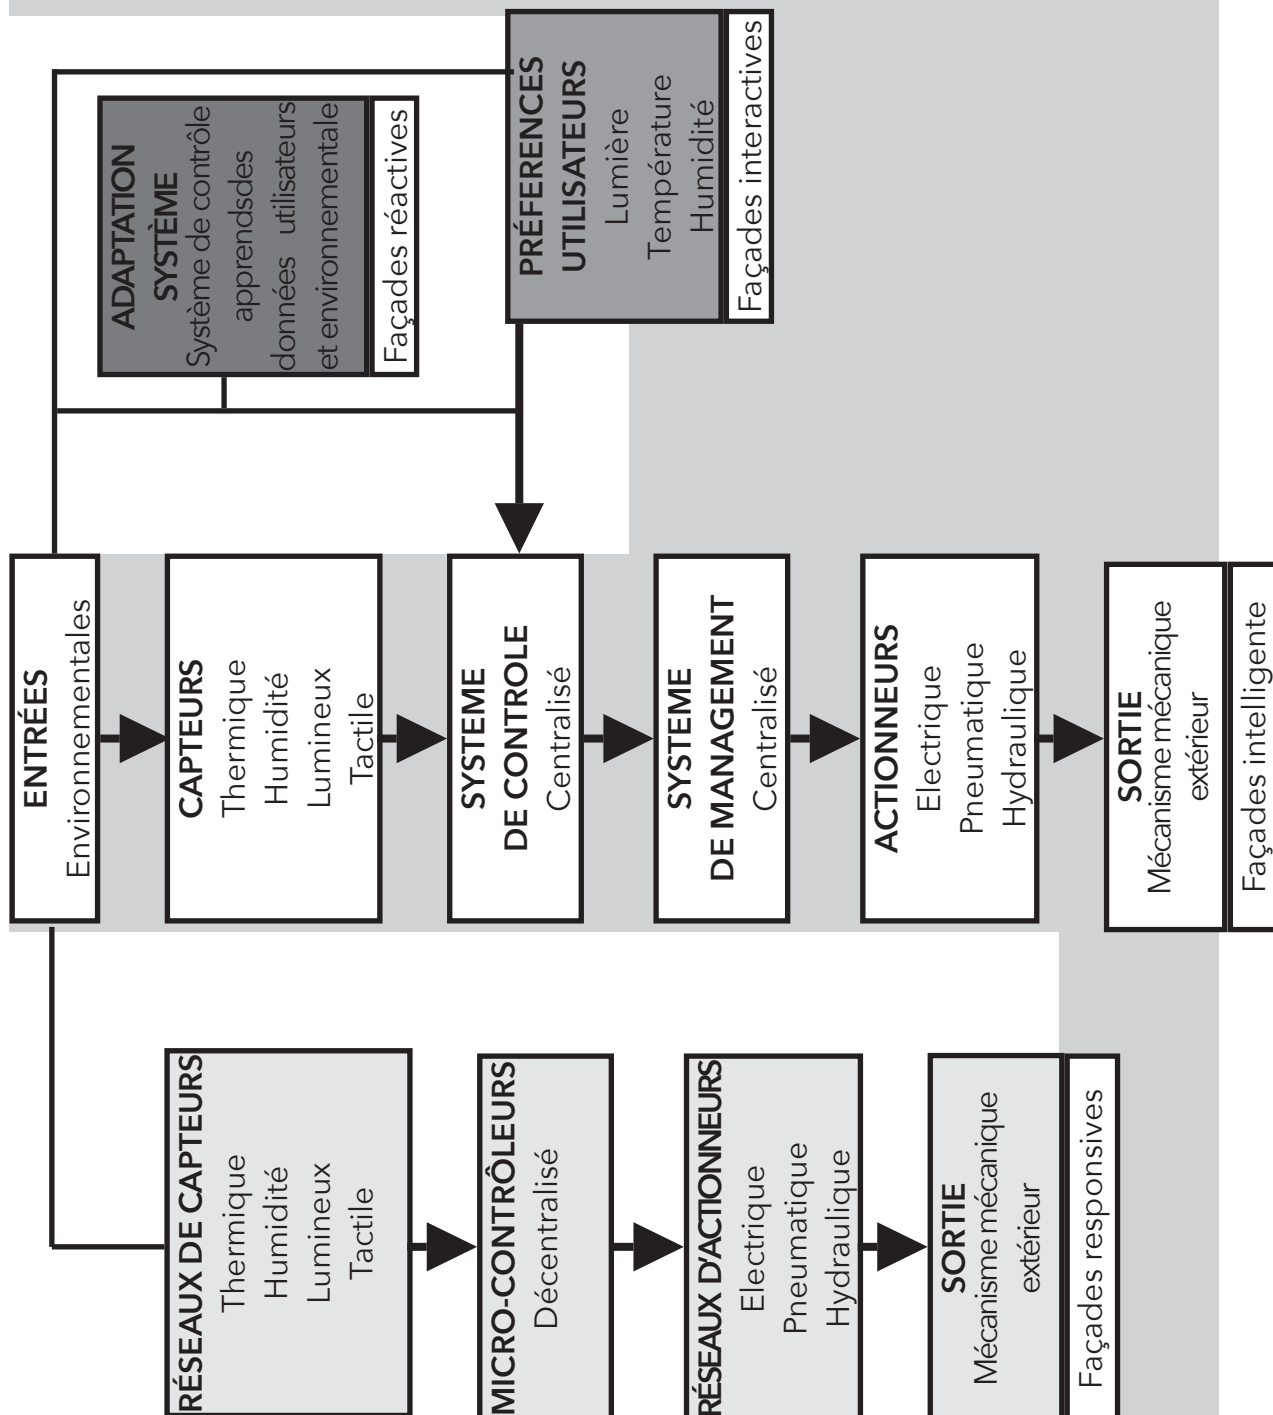 ENTRÉES
Environnementales
CAPTEURS
Thermique
Humidité
Lumineux
Tactile
SYSTEME
DE CONTROLE
Centralisé
SYSTEME
DE MANAGEMENT
Centralisé
ACTIONNEURS
Electrique
Pneumatique
Hydraulique
SORTIE
Mécanisme mécanique
extérieur
Façades intelligente
ADAPTATION
SYSTÈME
Système de contrôle
apprendsdes
données utilisateurs
et environnementale
Façades réactives
PRÉFERENCES
UTILISATEURS
Lumière
Température
Humidité
Façades interactives
RÉSEAUX DE CAPTEURS
Thermique
Humidité
Lumineux
Tactile
MICRO-CONTRÔLEURS
Décentralisé
RÉSEAUX D'ACTIONNEURS
Electrique
Pneumatique
Hydraulique
SORTIE
Mécanisme mécanique
extérieur
Façades responsives